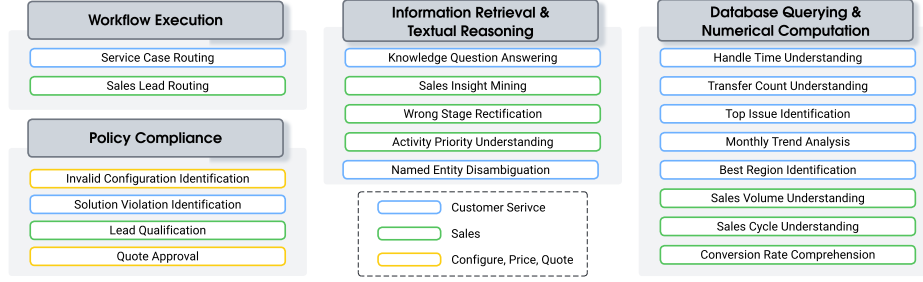 Workflow Execution
Service Case Routing
Sales Lead Routing
Policy Compliance
Invalid Configuration Identification
Solution Violation Identification
Lead Qualification
Quote Approval
Information Retrieval &
Textual Reasoning
Knowledge Question Answering
Sales Insight Mining
Wrong Stage Rectification
Activity Priority Understanding
Named Entity Disambiguation
Customer Serivce
Sales
Configure, Price, Quote
Database Querying &
Numerical Computation
Handle Time Understanding
Transfer Count Understanding
Top Issue Identification
Monthly Trend Analysis
Best Region Identification
Sales Volume Understanding
Sales Cycle Understanding
Conversion Rate Comprehension